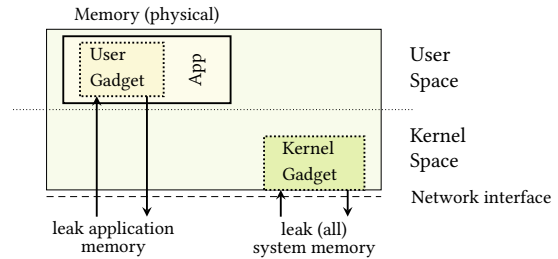 Memory (physical)
User
Gadget
App
User
Space
Kernel
Gadget
Kernel
Space
Network interface
leak application
memory
leak (all)
system memory